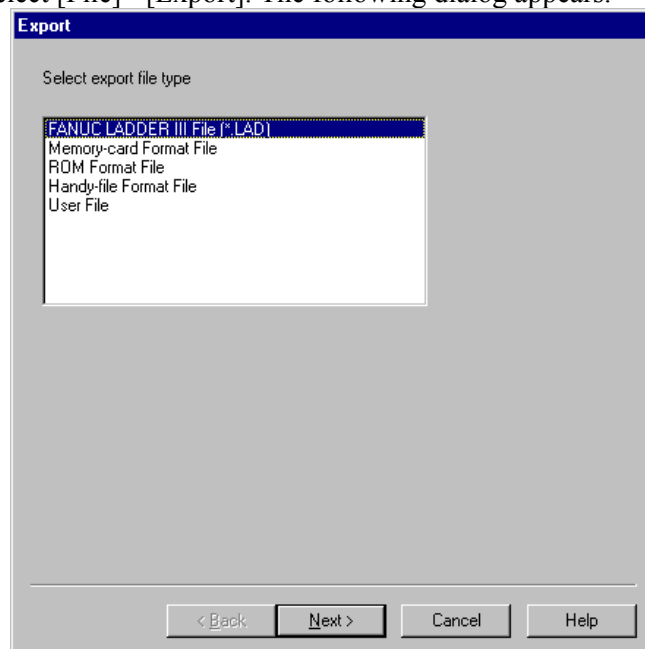 elect [File] - [Export]. The following dialog appears.
Export
Select export file type
FANUC LADDER III File (*.LAD)
Memory-card Format File
ROM Format File
Handy-file Format File
User File
< Back
Next >
Cancel
Help